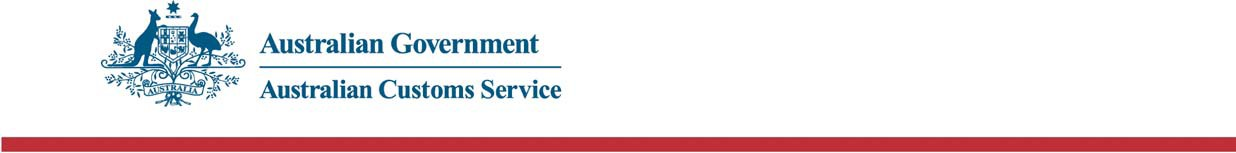 Australian Government
Australian Customs Service
AUSTRALIA